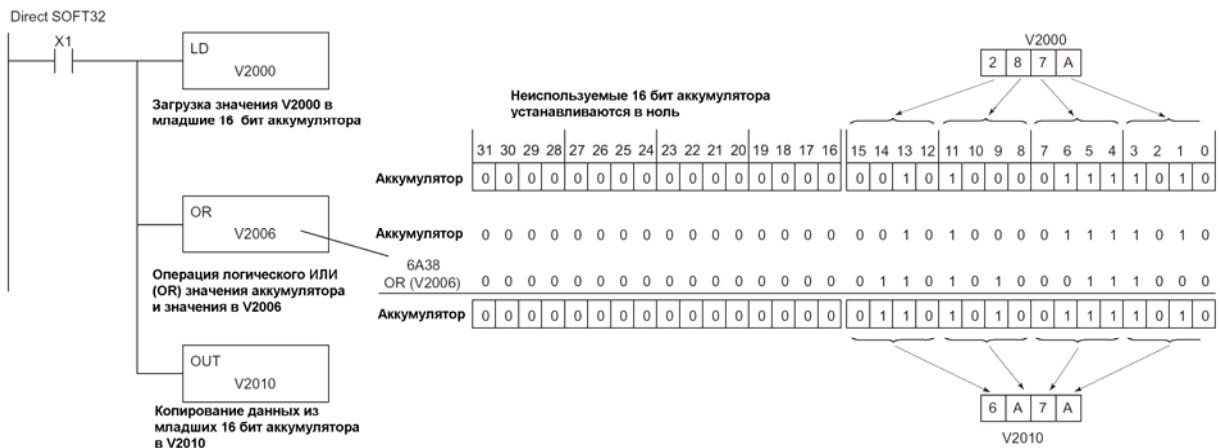 Direct SOFT32
X1
LD
V2000
Загрузка значения V2000 в
младшие 16 бит аккумулятора
OR
V2006
Операция логического ИЛИ
(OR) значения аккумулятора
и значения в V2006
OUT
V2010
Копирование данных из
младших 16 бит аккумулятора
в V2010
V2000
2 8 7 A
Неиспользуемые 16 бит аккумулятора
устанавливаются в ноль
31 30 29 28 27 26 25 24 23 22 21 20 19 18 17 16 15 14 13 12 11 10 9 8 7 6 5 4 3 2 1 0
Аккумулятор 0 0 0 0 0 0 0 0 0 0 0 0 0 0 0 0 0 0 1 0 1 0 0 0 0 1 1 1 1 0 1 0
Аккумулятор 0 0 0 0 0 0 0 0 0 0 0 0 0 0 0 0 0 0 1 0 1 0 0 0 0 1 1 1 1 0 1 0
6A38
OR (V2006) 0 0 0 0 0 0 0 0 0 0 0 0 0 0 0 0 0 1 1 0 1 0 1 0 0 0 1 1 1 0 0 0
Аккумулятор 0 0 0 0 0 0 0 0 0 0 0 0 0 0 0 0 0 1 1 0 1 0 1 0 0 1 1 1 1 0 1 0
6 A 7 A
V2010